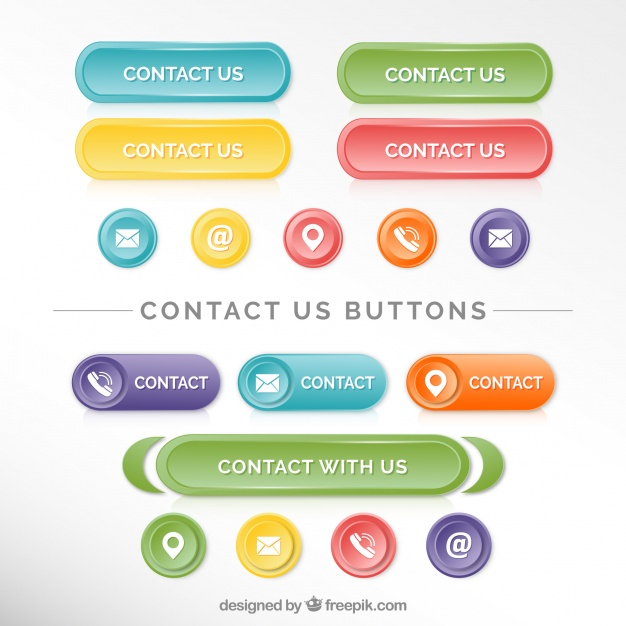 CONTACT US CONTACT US
CONTACT US CONTACT US
@
CONTACT US BUTTONS
CONTACT CONTACT CONTACT
CONTACT WITH US
@
designed by freepik.com